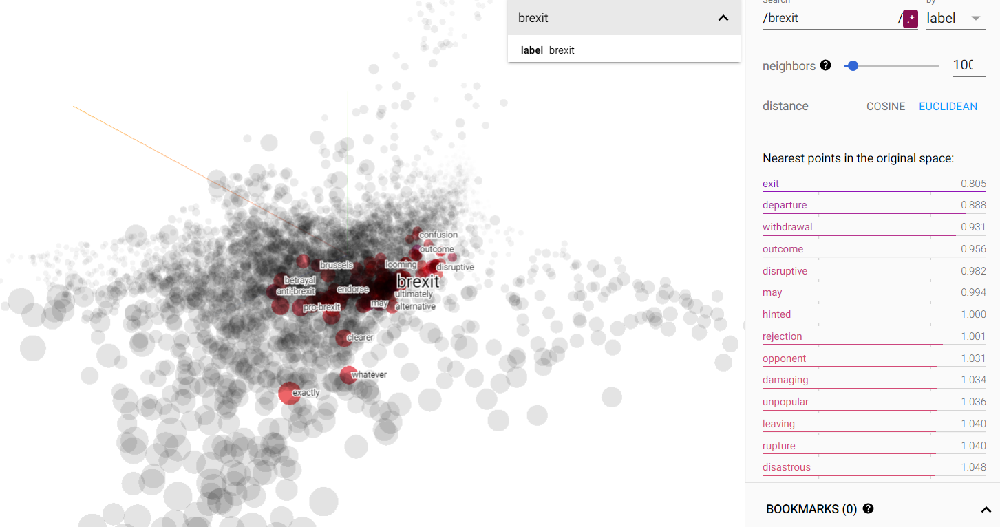 brexit
label brexit
confusion
outcome
brussels
looming
disruptive
betrayal
brexit
anti-brexit
endorse
ultimately
pro-brexit
may
alternative
clearer
whatever
exactly
Search by
/brexit /.* label
neighbors ? 100
distance COSINE EUCLIDEAN
Nearest points in the original space:
exit 0.805
departure 0.888
withdrawal 0.931
outcome 0.956
disruptive 0.982
may 0.994
hinted 1.000
rejection 1.001
opponent 1.031
damaging 1.034
unpopular 1.036
leaving 1.040
rupture 1.040
disastrous 1.048
BOOKMARKS (0) ?